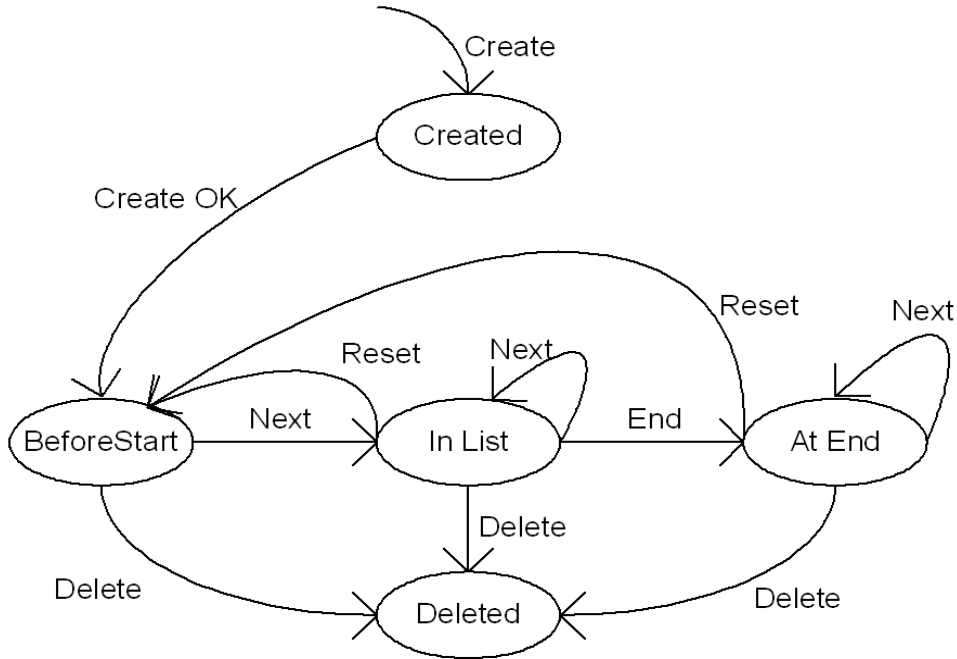 Create
Created
Create OK
Reset
Next
Reset
Next
BeforeStart
Next
In List
End
At End
Delete
Delete
Delete
Deleted